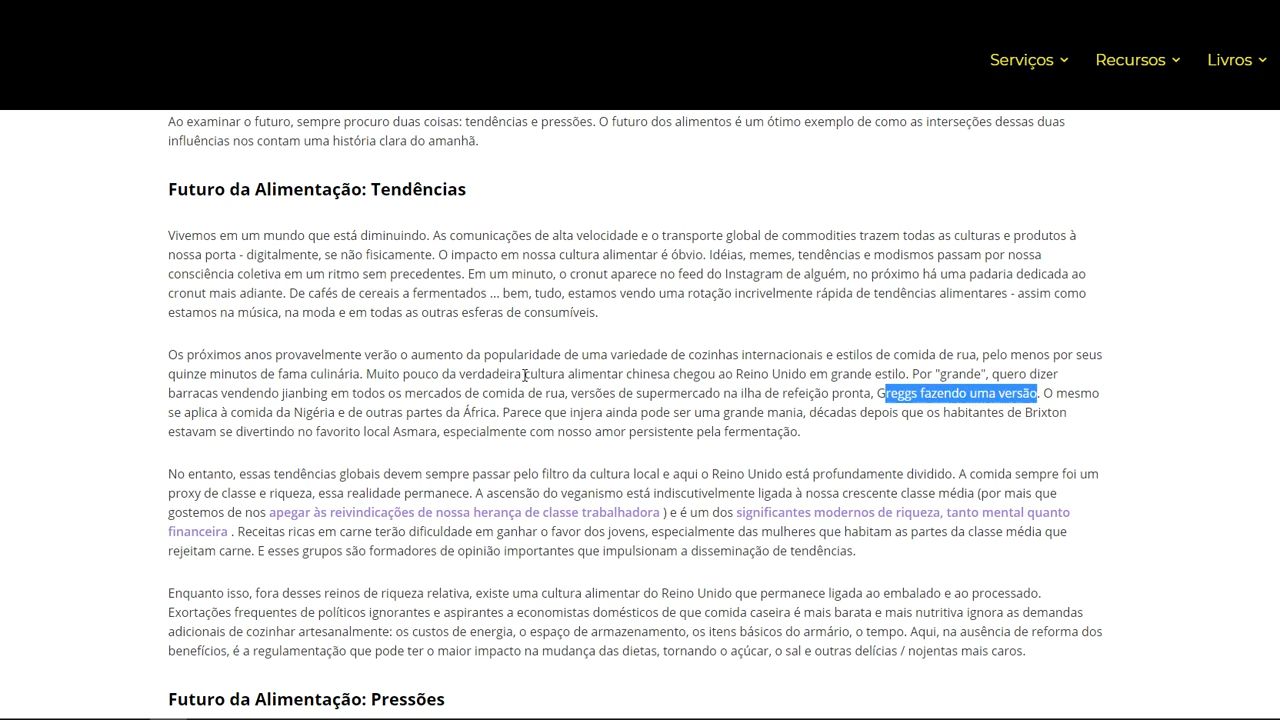 Serviços
Recursos
Livros
Ao examinar o futuro, sempre procuro duas coisas: tendências e pressões. O futuro dos alimentos é um ótimo exemplo de como as interseções dessas duas
influências nos contam uma história clara do amanhã.
Futuro da Alimentação: Tendências
Vivemos em um mundo que está diminuindo. As comunicações de alta velocidade e o transporte global de commodities trazem todas as culturas e produtos à
nossa porta - digitalmente, se não fisicamente. O impacto em nossa cultura alimentar é óbvio. Idéias, memes, tendências e modismos passam por nossa
consciência coletiva em um ritmo sem precedentes. Em um minuto, o cronut aparece no feed do Instagram de alguém, no próximo há uma padaria dedicada ao
cronut mais adiante. De cafés de cereais a fermentados ... bem, tudo, estamos vendo uma rotação incrivelmente rápida de tendências alimentares - assim como
estamos na música, na moda e em todas as outras esferas de consumíveis.
Os próximos anos provavelmente verão o aumento da popularidade de uma variedade de cozinhas internacionais e estilos de comida de rua, pelo menos por seus
quinze minutos de fama culinária. Muito pouco da verdadeira cultura alimentar chinesa chegou ao Reino Unido em grande estilo. Por "grande", quero dizer
barracas vendendo jianbing em todos os mercados de comida de rua, versões de supermercado na ilha de refeição pronta, Greggs fazendo uma versão. O mesmo
se aplica à comida da Nigéria e de outras partes da África. Parece que injera ainda pode ser uma grande mania, décadas depois que os habitantes de Brixton
estavam se divertindo no favorito local Asmara, especialmente com nosso amor persistente pela fermentação.
No entanto, essas tendências globais devem sempre passar pelo filtro da cultura local e aqui o Reino Unido está profundamente dividido. A comida sempre foi um
proxy de classe e riqueza, essa realidade permanece. A ascensão do veganismo está indiscutivelmente ligada à nossa crescente classe média (por mais que
gostemos de nos apegar às reivindicações de nossa herança de classe trabalhadora ) e é um dos significantes modernos de riqueza, tanto mental quanto
financeira . Receitas ricas em carne terão dificuldade em ganhar o favor dos jovens, especialmente das mulheres que habitam as partes da classe média que
rejeitam carne. E esses grupos são formadores de opinião importantes que impulsionam a disseminação de tendências.
Enquanto isso, fora desses reinos de riqueza relativa, existe uma cultura alimentar do Reino Unido que permanece ligada ao embalado e ao processado.
Exortações frequentes de políticos ignorantes e aspirantes a economistas domésticos de que comida caseira é mais barata e mais nutritiva ignora as demandas
adicionais de cozinhar artesanalmente: os custos de energia, o espaço de armazenamento, os itens básicos do armário, o tempo. Aqui, na ausência de reforma dos
benefícios, é a regulamentação que pode ter o maior impacto na mudança das dietas, tornando o açúcar, o sal e outras delícias / nojentas mais caros.
Futuro da Alimentação: Pressões